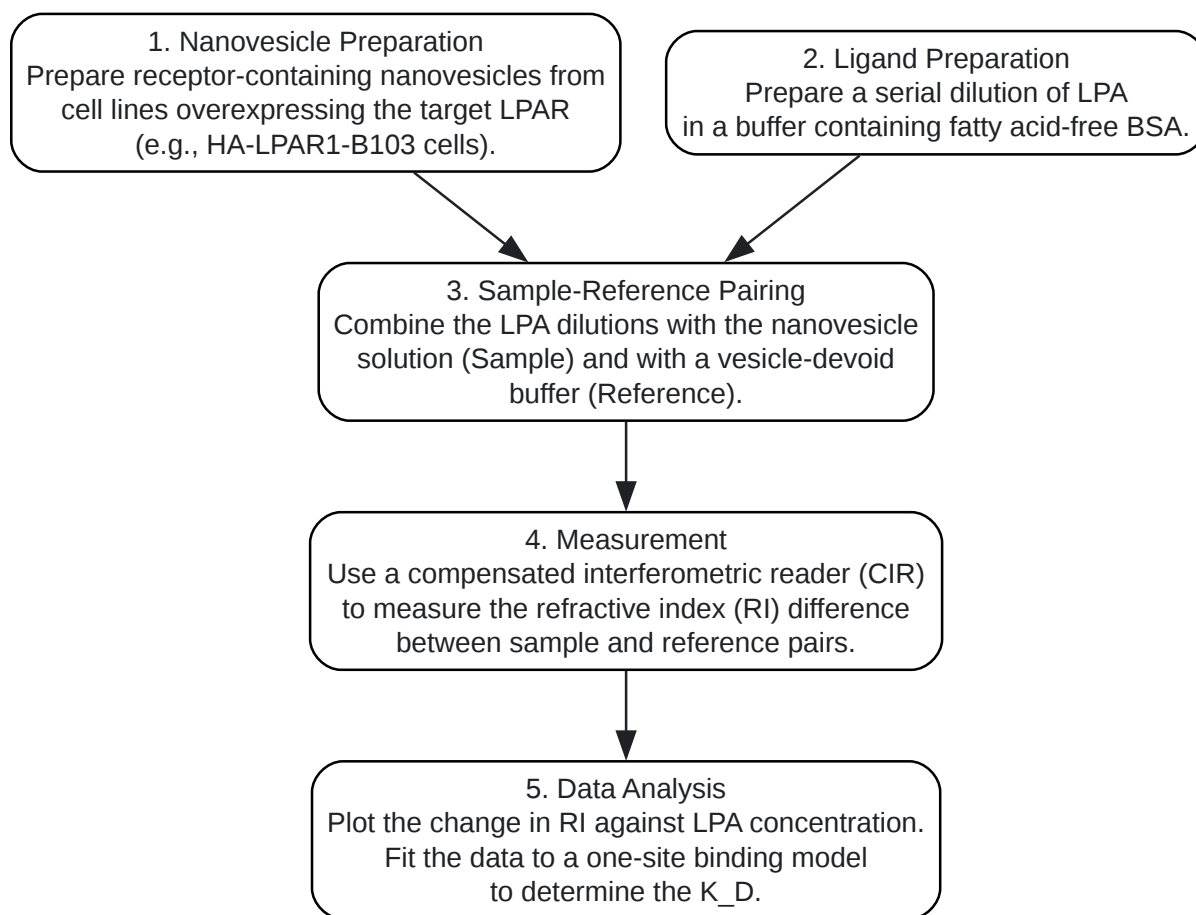 1. Nanovesicle Preparation
Prepare receptor-containing nanovesicles from
cell lines overexpressing the target LPAR
(e.g., HA-LPAR1-B103 cells).
2. Ligand Preparation
Prepare a serial dilution of LPA
in a buffer containing fatty acid-free BSA.
3. Sample-Reference Pairing
Combine the LPA dilutions with the nanovesicle
solution (Sample) and with a vesicle-devoid
buffer (Reference).
4. Measurement
Use a compensated interferometric reader (CIR)
to measure the refractive index (RI) difference
between sample and reference pairs.
5. Data Analysis
Plot the change in RI against LPA concentration.
Fit the data to a one-site binding model
to determine the K_D.